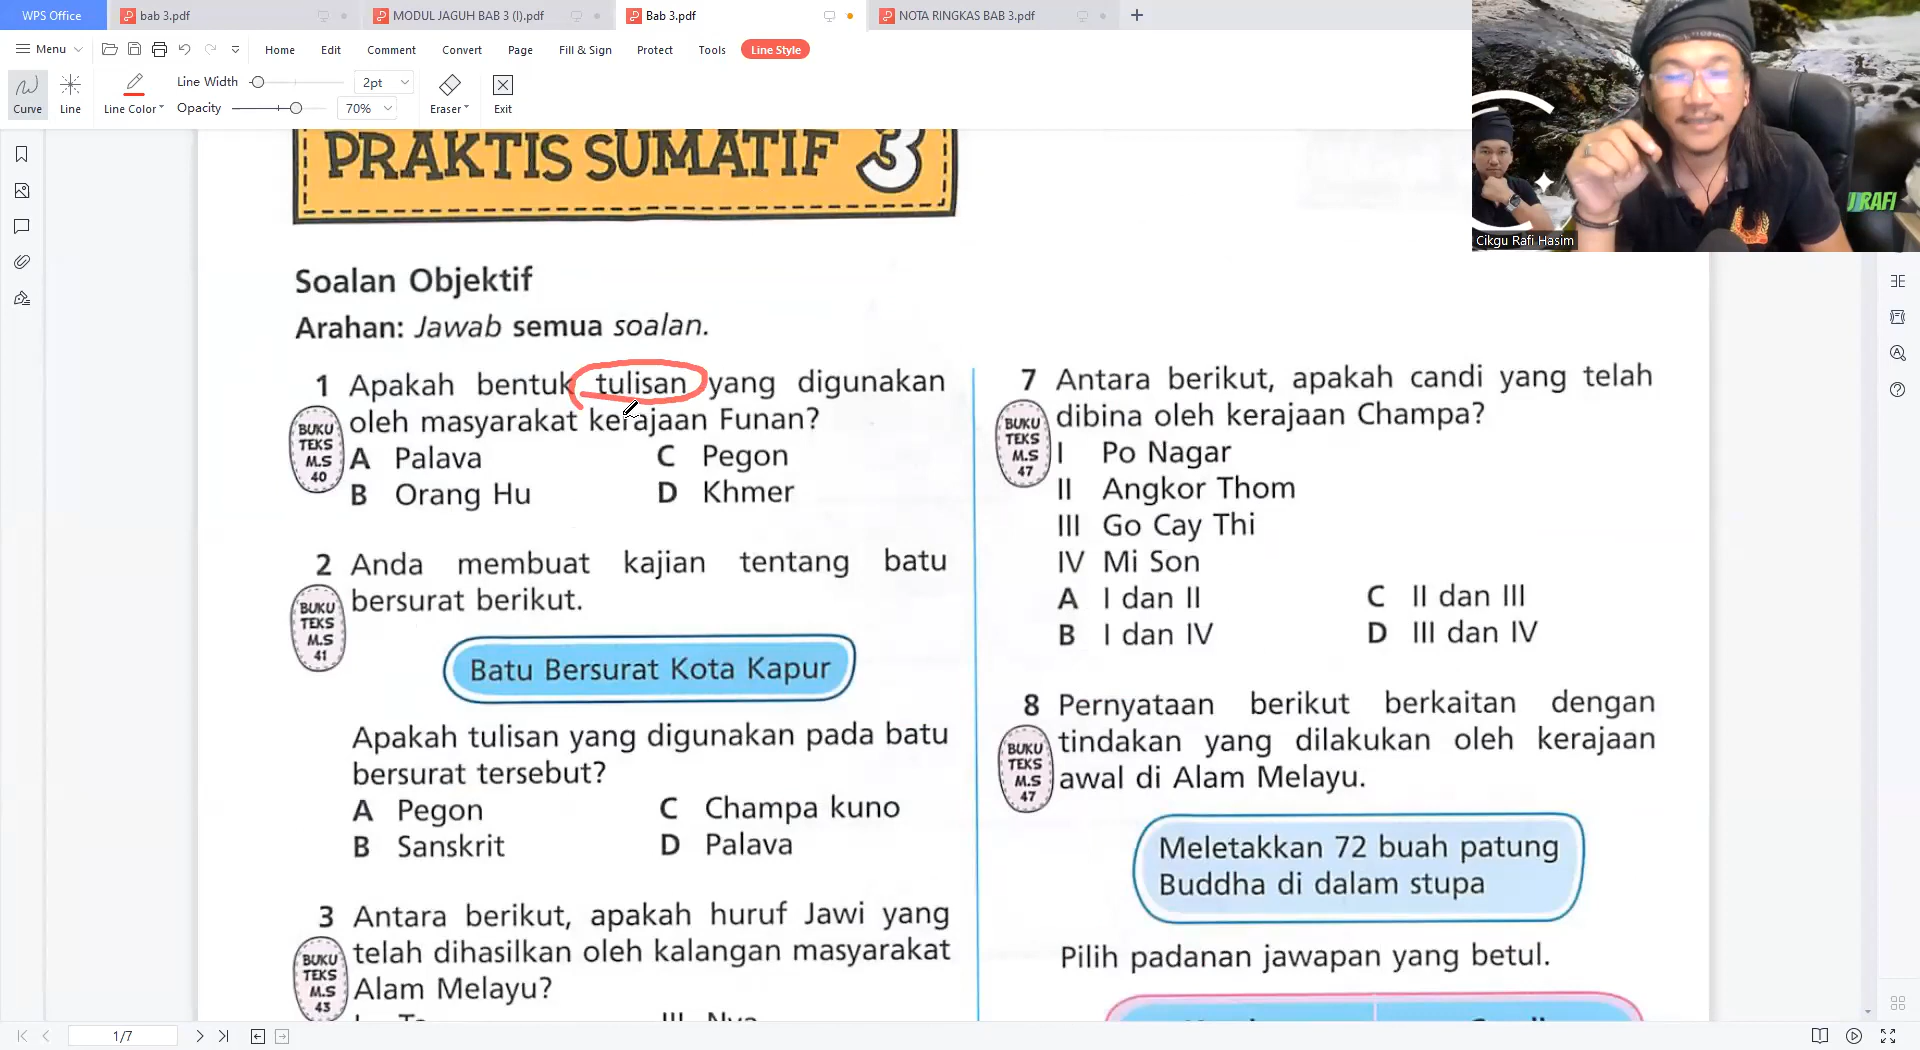 WPS Office
bab 3.pdf
MODUL JAGUH BAB 3 (I).pdf
Bab 3.pdf
NOTA RINGKAS BAB 3.pdf
Menu
Home
Edit
Comment
Convert
Page
Fill & Sign
Protect
Tools
Line Style
Curve
Line
Line Color
Line Width
2pt
Opacity
70%
Eraser
Exit
J RAFI
Cikgu Rafi Hasim
PRAKTIS SUMATIF 3
Soalan Objektif
Arahan: Jawab semua soalan.
1 Apakah bentuk tulisan yang digunakan
oleh masyarakat kerajaan Funan?
BUKU
TEKS
M.S
40
A Palava
C Pegon
B Orang Hu
D Khmer
2 Anda membuat kajian tentang batu
bersurat berikut.
BUKU
TEKS
M.S
41
Batu Bersurat Kota Kapur
Apakah tulisan yang digunakan pada batu
bersurat tersebut?
A Pegon
C Champa kuno
B Sanskrit
D Palava
3 Antara berikut, apakah huruf Jawi yang
telah dihasilkan oleh kalangan masyarakat
Alam Melayu?
BUKU
TEKS
M.S
43
7 Antara berikut, apakah candi yang telah
dibina oleh kerajaan Champa?
BUKU
TEKS
M.S
47
I Po Nagar
II Angkor Thom
III Go Cay Thi
IV Mi Son
A I dan II
C II dan III
B I dan IV
D III dan IV
8 Pernyataan berikut berkaitan dengan
tindakan yang dilakukan oleh kerajaan
awal di Alam Melayu.
BUKU
TEKS
M.S
47
Meletakkan 72 buah patung
Buddha di dalam stupa
Pilih padanan jawapan yang betul.
1/7